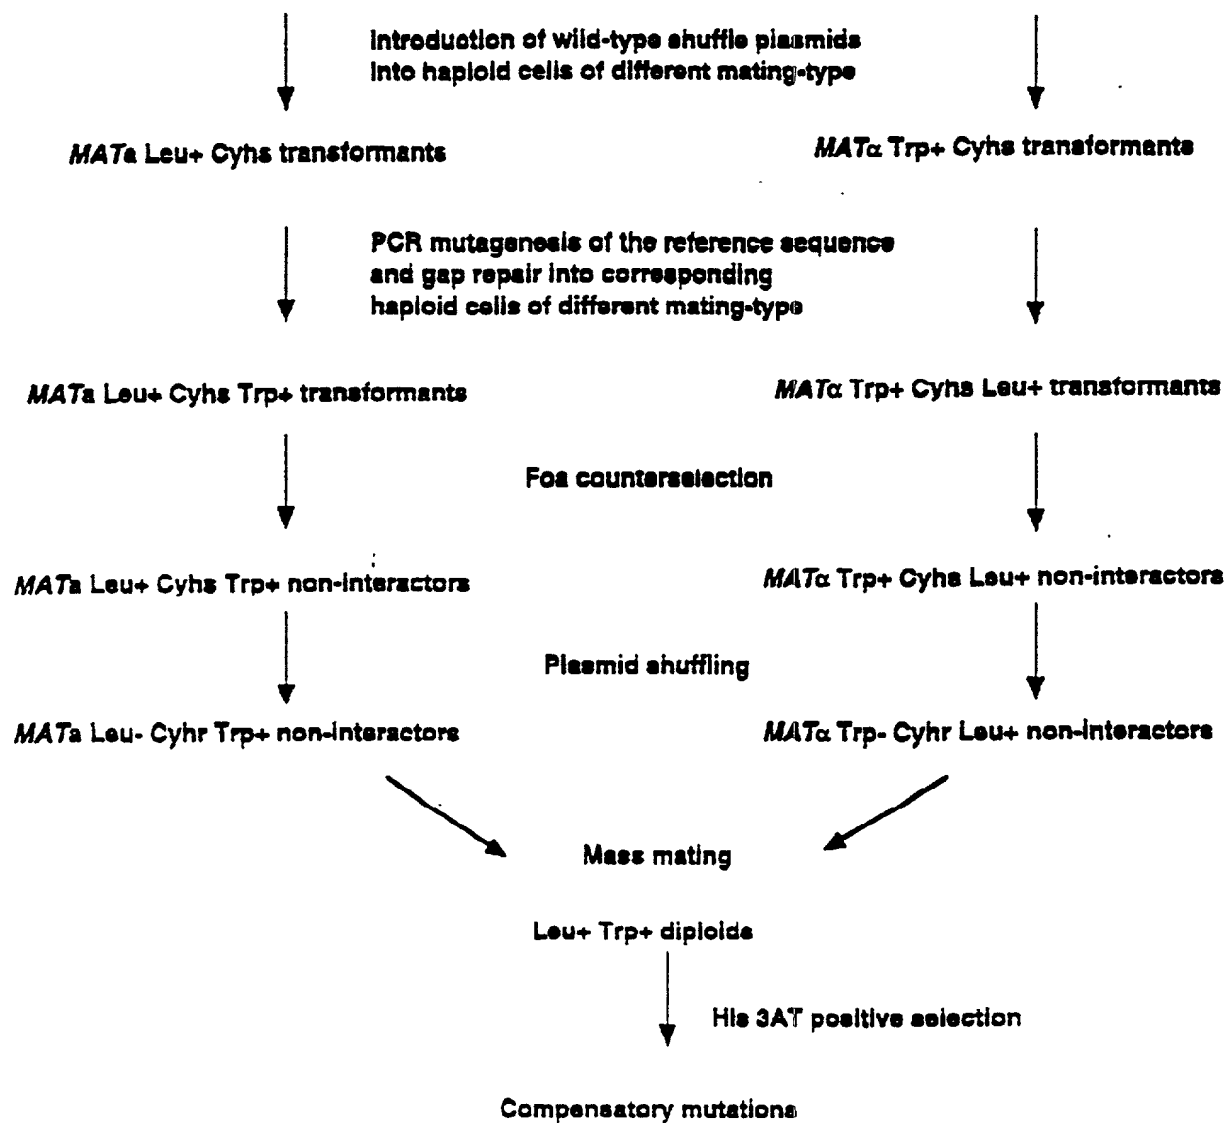 Introduction of wild-type shuffle plasmids
into haploid cells of different mating-type
MATa Leu+ Cyhs transformants
MATα Trp+ Cyhs transformants
PCR mutagenesis of the reference sequence
and gap repair into corresponding
haploid cells of different mating-type
MATa Leu+ Cyhs Trp+ transformants
MATα Trp+ Cyhs Leu+ transformants
Foa counterselection
MATa Leu+ Cyhs Trp+ non-interactors
MATα Trp+ Cyhs Leu+ non-interactors
Plasmid shuffling
MATa Leu- Cyhr Trp+ non-interactors
MATα Trp- Cyhr Leu+ non-interactors
Mass mating
Leu+ Trp+ diploids
His 3AT positive selection
Compensatory mutations